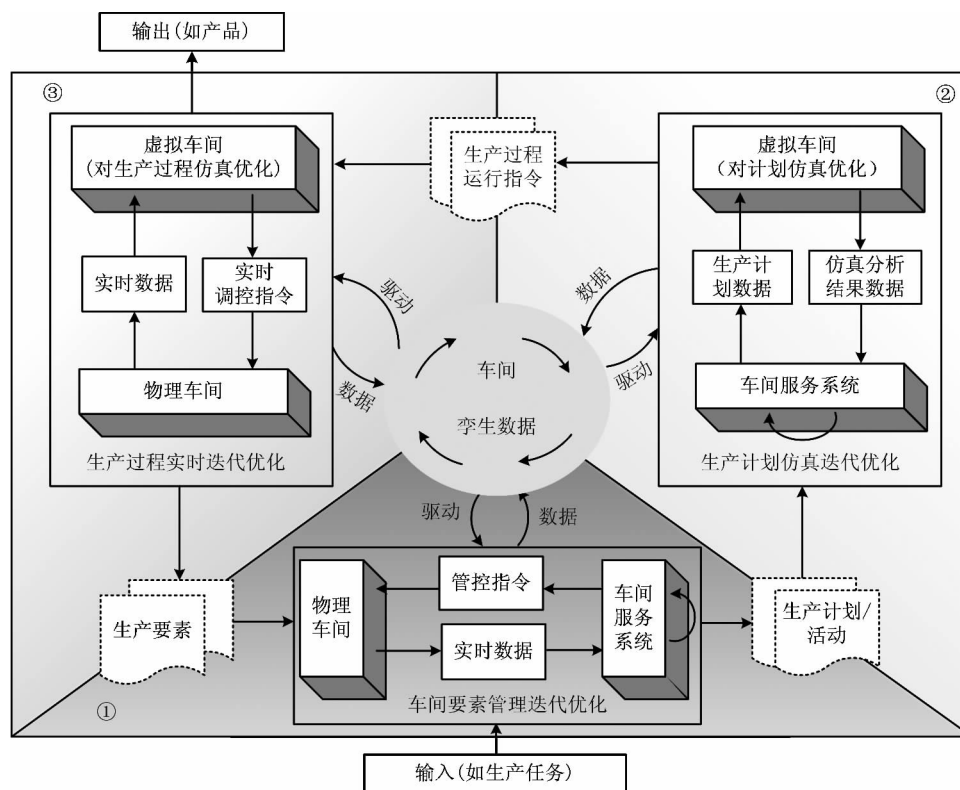 输出(如产品)
③
虚拟车间
(对生产过程仿真优化)
实时数据
实时
调控指令
物理车间
生产过程实时迭代优化
生产过程
运行指令
②
虚拟车间
(对计划仿真优化)
生产计
划数据
仿真分析
结果数据
车间服务系统
生产计划仿真迭代优化
驱动
数据
数据
驱动
车间
孪生数据
驱动
数据
生产要素
物理
车间
管控指令
实时数据
车间
服务
系统
车间要素管理迭代优化
生产计划/
活动
①
输入(如生产任务)